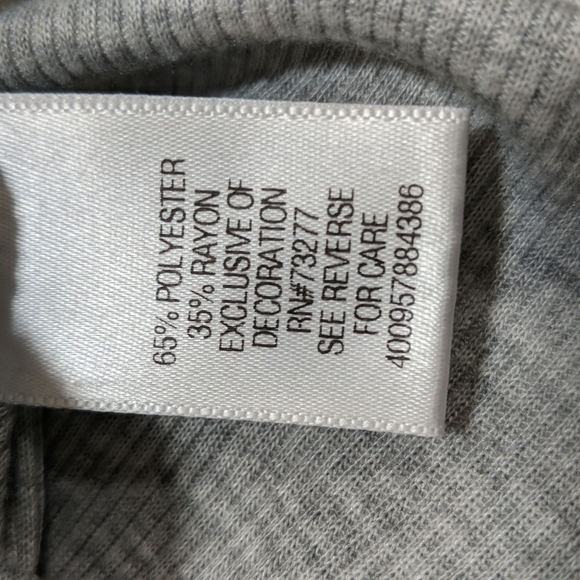 65% POLYESTER
35% RAYON
EXCLUSIVE OF
DECORATION
RN#73277
SEE REVERSE
FOR CARE
400957884386